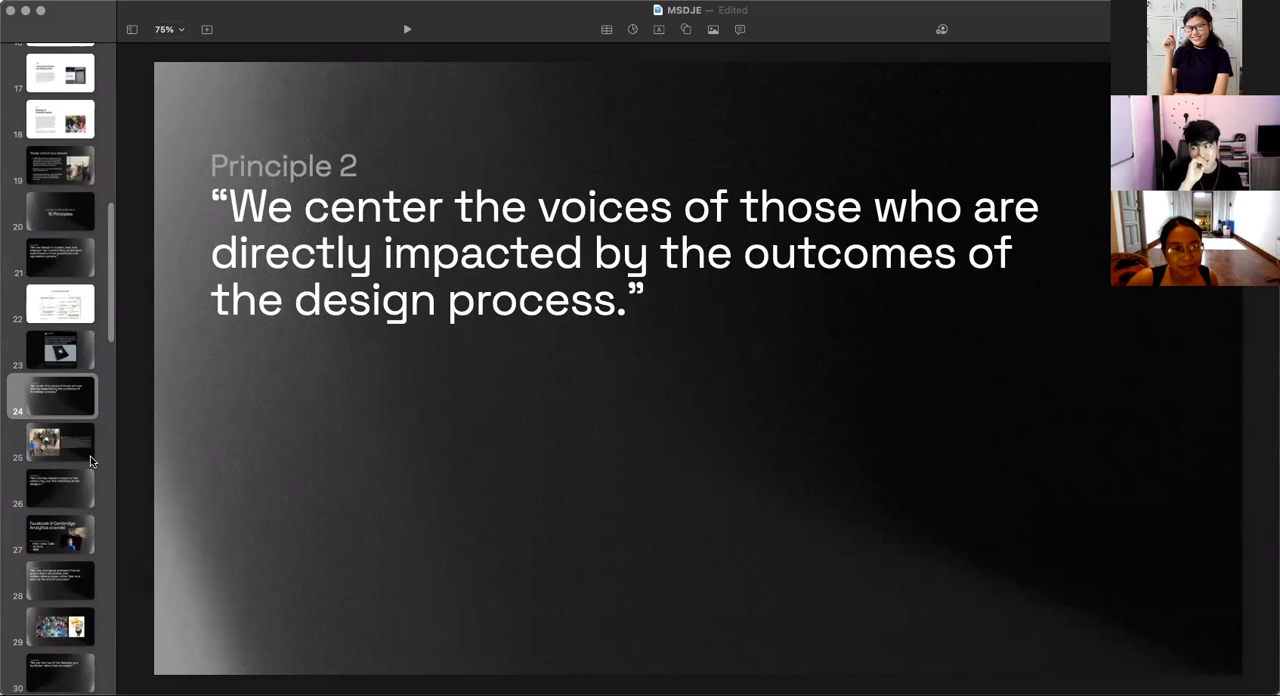 MSDJE — Edited
75%
17
18
19
20
10 Principles
21
22
23
24
25
26
27
Facebook & Cambridge
Analytica scandal
28
29
30
Principle 2
“We center the voices of those who are
directly impacted by the outcomes of
the design process.”